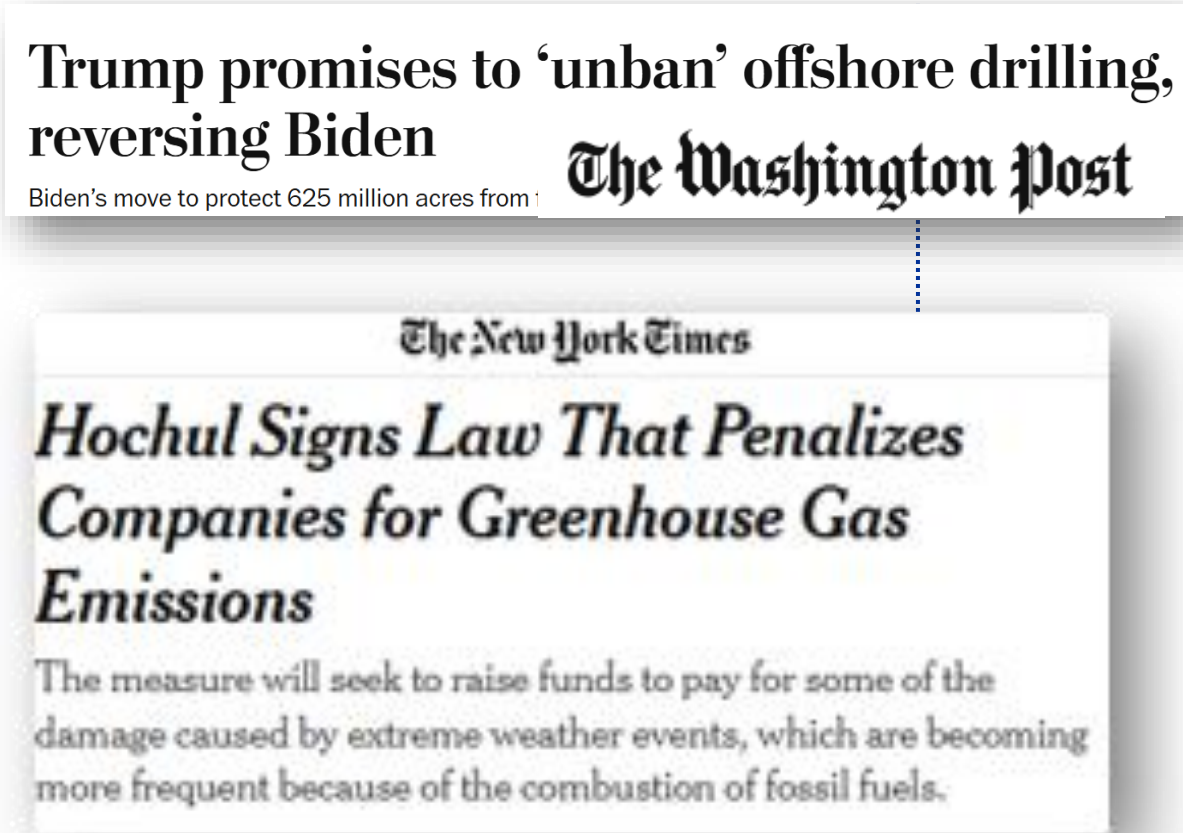 Trump promises to ‘unban’ offshore drilling,
reversing Biden
Biden’s move to protect 625 million acres from
The Washington Post
The New York Times
Hochul Signs Law That Penalizes
Companies for Greenhouse Gas
Emissions
The measure will seek to raise funds to pay for some of the
damage caused by extreme weather events, which are becoming
more frequent because of the combustion of fossil fuels.